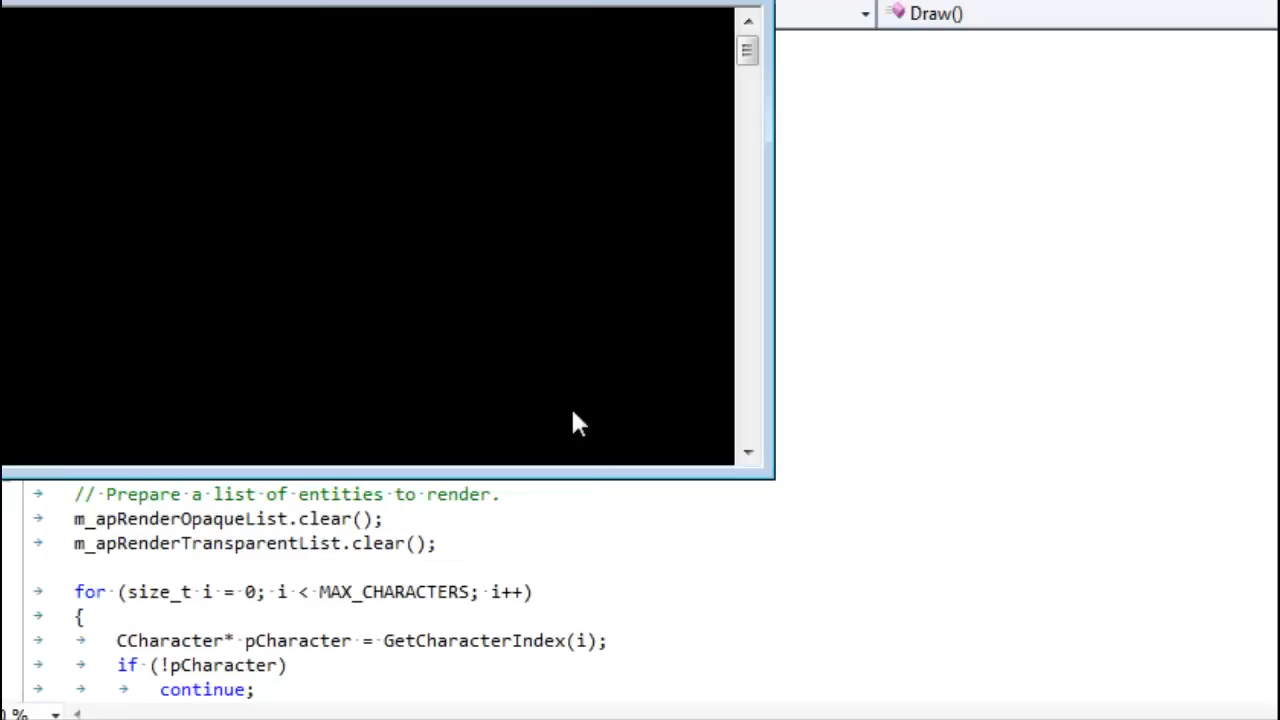 Draw()
// Prepare a list of entities to render.
m_apRenderOpaqueList.clear();
m_apRenderTransparentList.clear();
for (size_t i = 0; i < MAX_CHARACTERS; i++)
{
CCharacter* pCharacter = GetCharacterIndex(i);
if (!pCharacter)
continue;
%